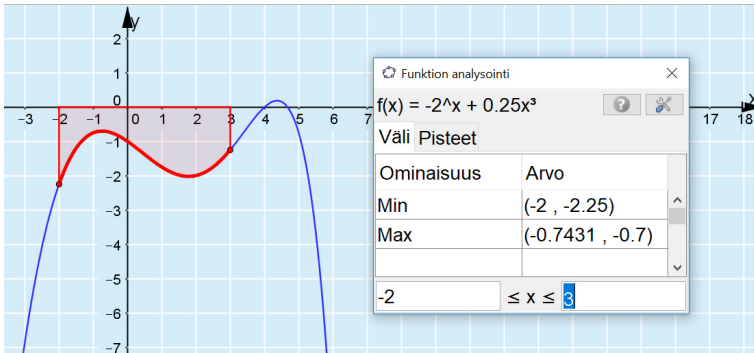 y
2
1
0
-3 -2 -1 0 1 2 3 4 5 6 7 17 18
x
-1
-2
-3
-4
-5
-6
-7
Funktion analysointi
f(x) = -2^x + 0.25x³
Väli Pisteet
Ominaisuus Arvo
Min (-2 , -2.25)
Max (-0.7431 , -0.7)
-2 ≤ x ≤ 3